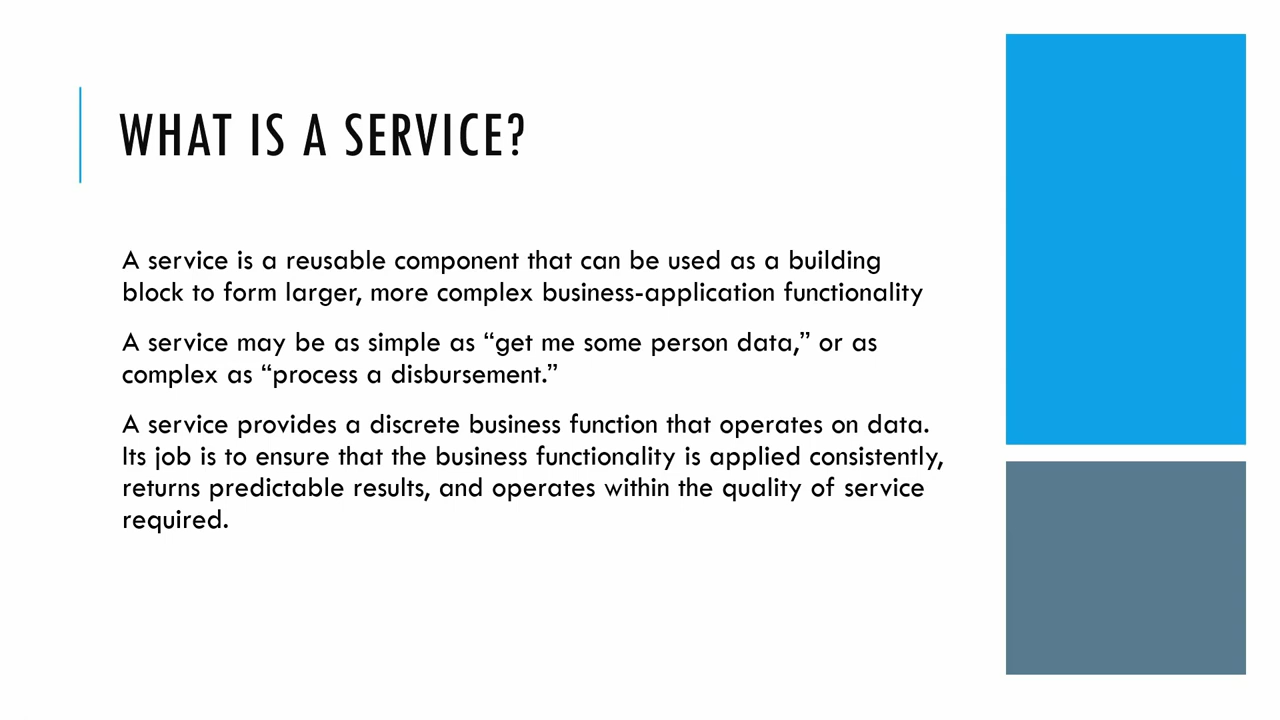 WHAT IS A SERVICE?
A service is a reusable component that can be used as a building
block to form larger, more complex business-application functionality
A service may be as simple as “get me some person data,” or as
complex as “process a disbursement.”
A service provides a discrete business function that operates on data.
Its job is to ensure that the business functionality is applied consistently,
returns predictable results, and operates within the quality of service
required.